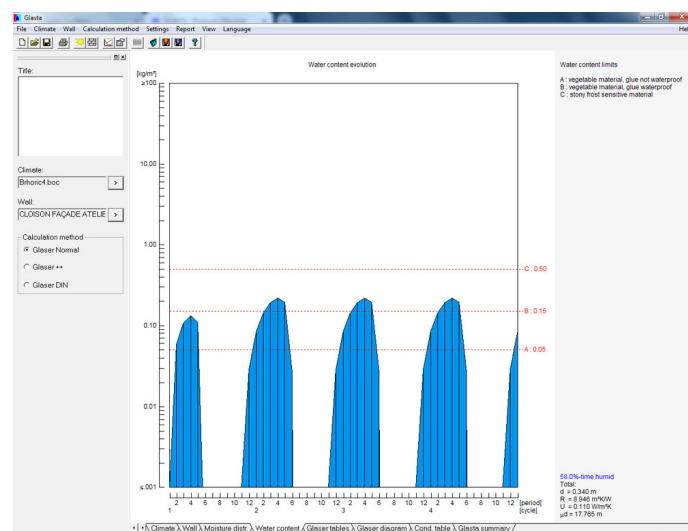 Glasta
File Climate Wall Calculation method Settings Report View Language Hel
Title:
Climate:
Brhoric4.boc
>
Wall:
CLOISON FAÇADE ATELIE
>
Calculation method
Glaser Normal
Glaser ++
Glaser DIN
Water content evolution
[kg/m²]
≥100
10.00
1.00
0.10
0.01
≤.001
C : 0.50
B : 0.15
A : 0.05
2 4 6 8 10 12 2 4 6 8 10 12 2 4 6 8 10 12 2 4 6 8 10 12 [period]
1 2 3 4 [cycle]
Water content limits
A : vegetable material, glue not waterproof
B : vegetable material, glue waterproof
C : stony frost sensitive material
58.0%-time humid
Total:
d = 0.340 m
R = 8.946 m²K/W
U = 0.110 W/m²K
µd = 17.765 m
Climate Wall Moisture distr. Water content Glaser tables Glaser diagram Cond. table Glasta summary